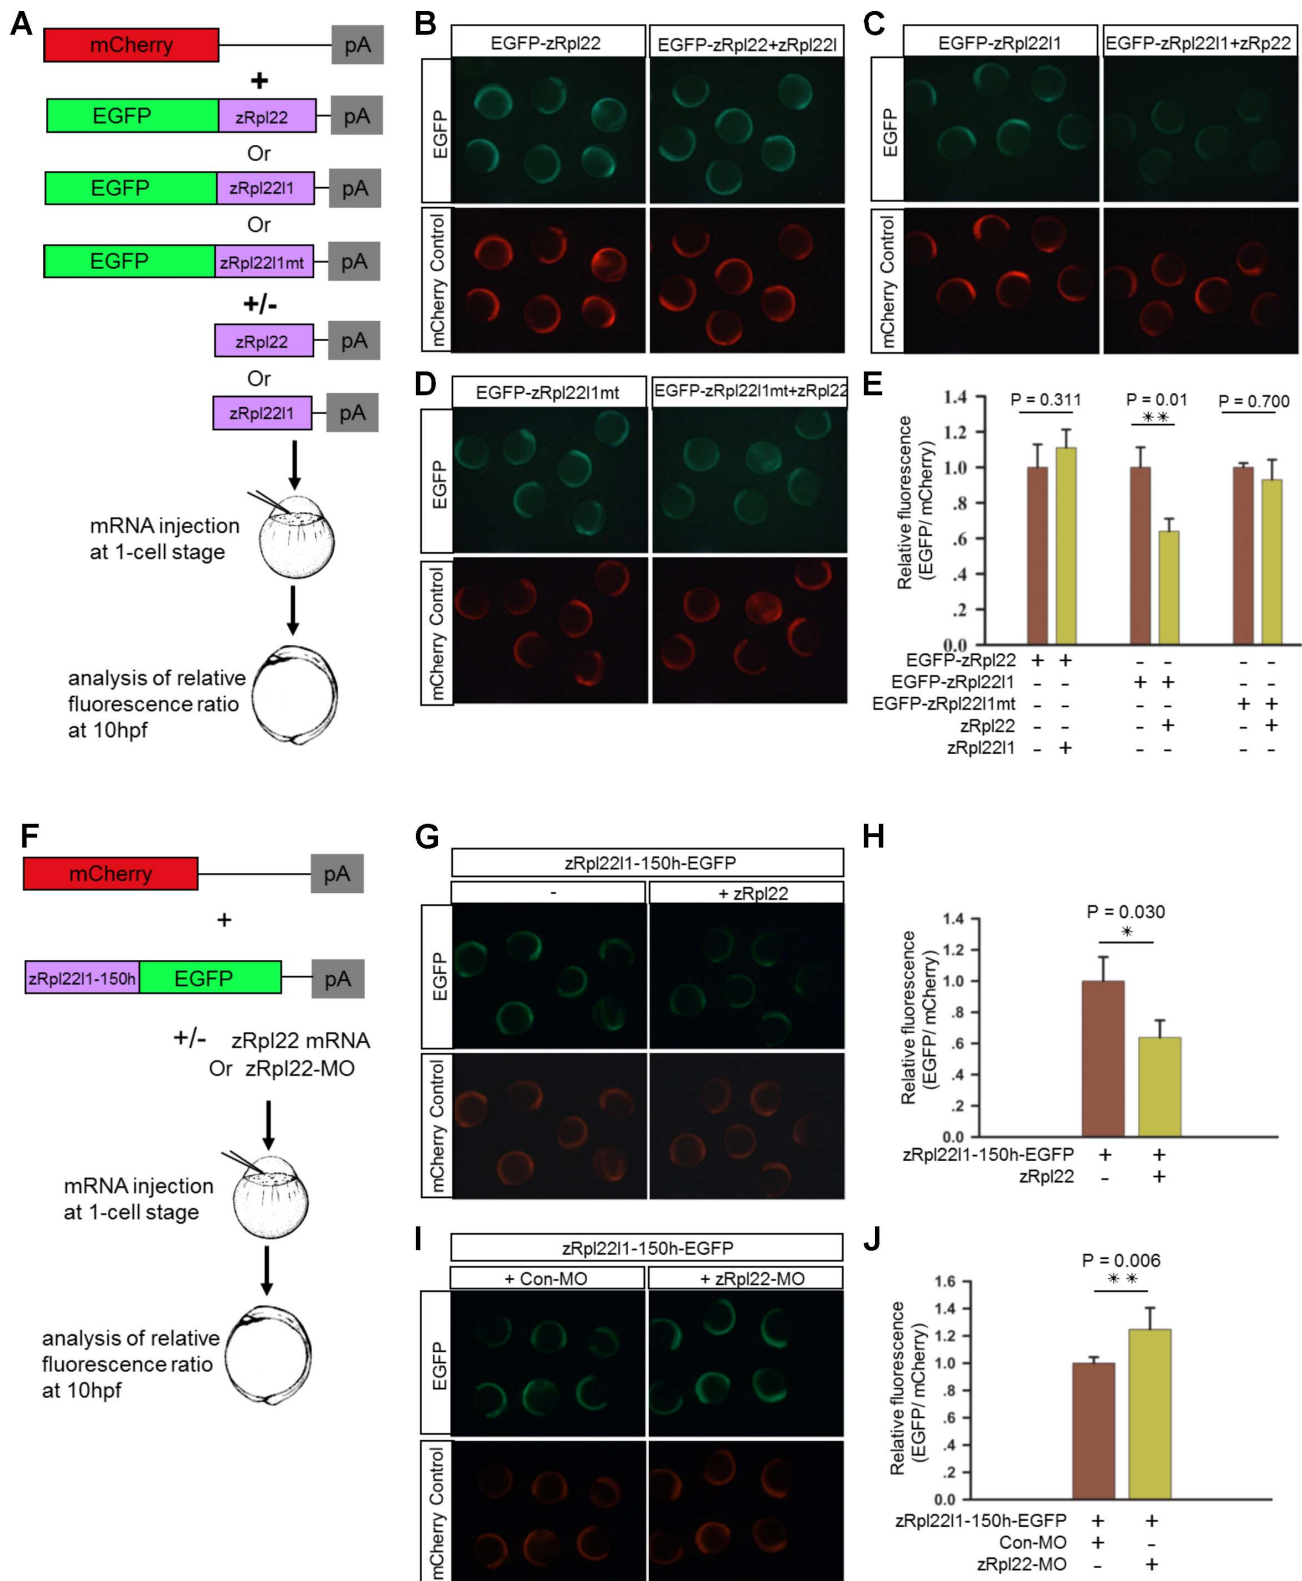 A
mCherry
pA
+
EGFP
zRpl22
pA
Or
EGFP
zRpl22l1
pA
Or
EGFP
zRpl22l1mt
pA
+/-
zRpl22
pA
Or
zRpl22l1
pA
mRNA injection
at 1-cell stage
analysis of relative
fluorescence ratio
at 10hpf
B
EGFP-zRpl22
EGFP-zRpl22+zRpl22l
EGFP
mCherry Control
C
EGFP-zRpl22l1
EGFP-zRpl22l1+zRp22
EGFP
mCherry Control
D
EGFP-zRpl22l1mt
EGFP-zRpl22l1mt+zRpl22
EGFP
mCherry Control
E
Relative fluorescence
(EGFP/ mCherry)
1.4
1.2
1.0
.8
.6
.4
.2
0.0
P = 0.311
P = 0.01
**
P = 0.700
EGFP-zRpl22 + + - - - -
EGFP-zRpl22l1 - - + + - -
EGFP-zRpl22l1mt - - - - + +
zRpl22 - - - + - +
zRpl22l1 - + - - - -
F
mCherry
pA
+
zRpl22l1-150h
EGFP
pA
+/- zRpl22 mRNA
Or zRpl22-MO
mRNA injection
at 1-cell stage
analysis of relative
fluorescence ratio
at 10hpf
G
zRpl22l1-150h-EGFP
-
+ zRpl22
EGFP
mCherry Control
H
Relative fluorescence
(EGFP/ mCherry)
1.4
1.2
1.0
.8
.6
.4
.2
0.0
P = 0.030
*
zRpl22l1-150h-EGFP + +
zRpl22 - +
I
zRpl22l1-150h-EGFP
+ Con-MO
+ zRpl22-MO
EGFP
mCherry Control
J
Relative fluorescence
(EGFP/ mCherry)
1.6
1.4
1.2
1.0
.8
.6
.4
.2
0.0
P = 0.006
**
zRpl22l1-150h-EGFP + +
Con-MO + -
zRpl22-MO - +